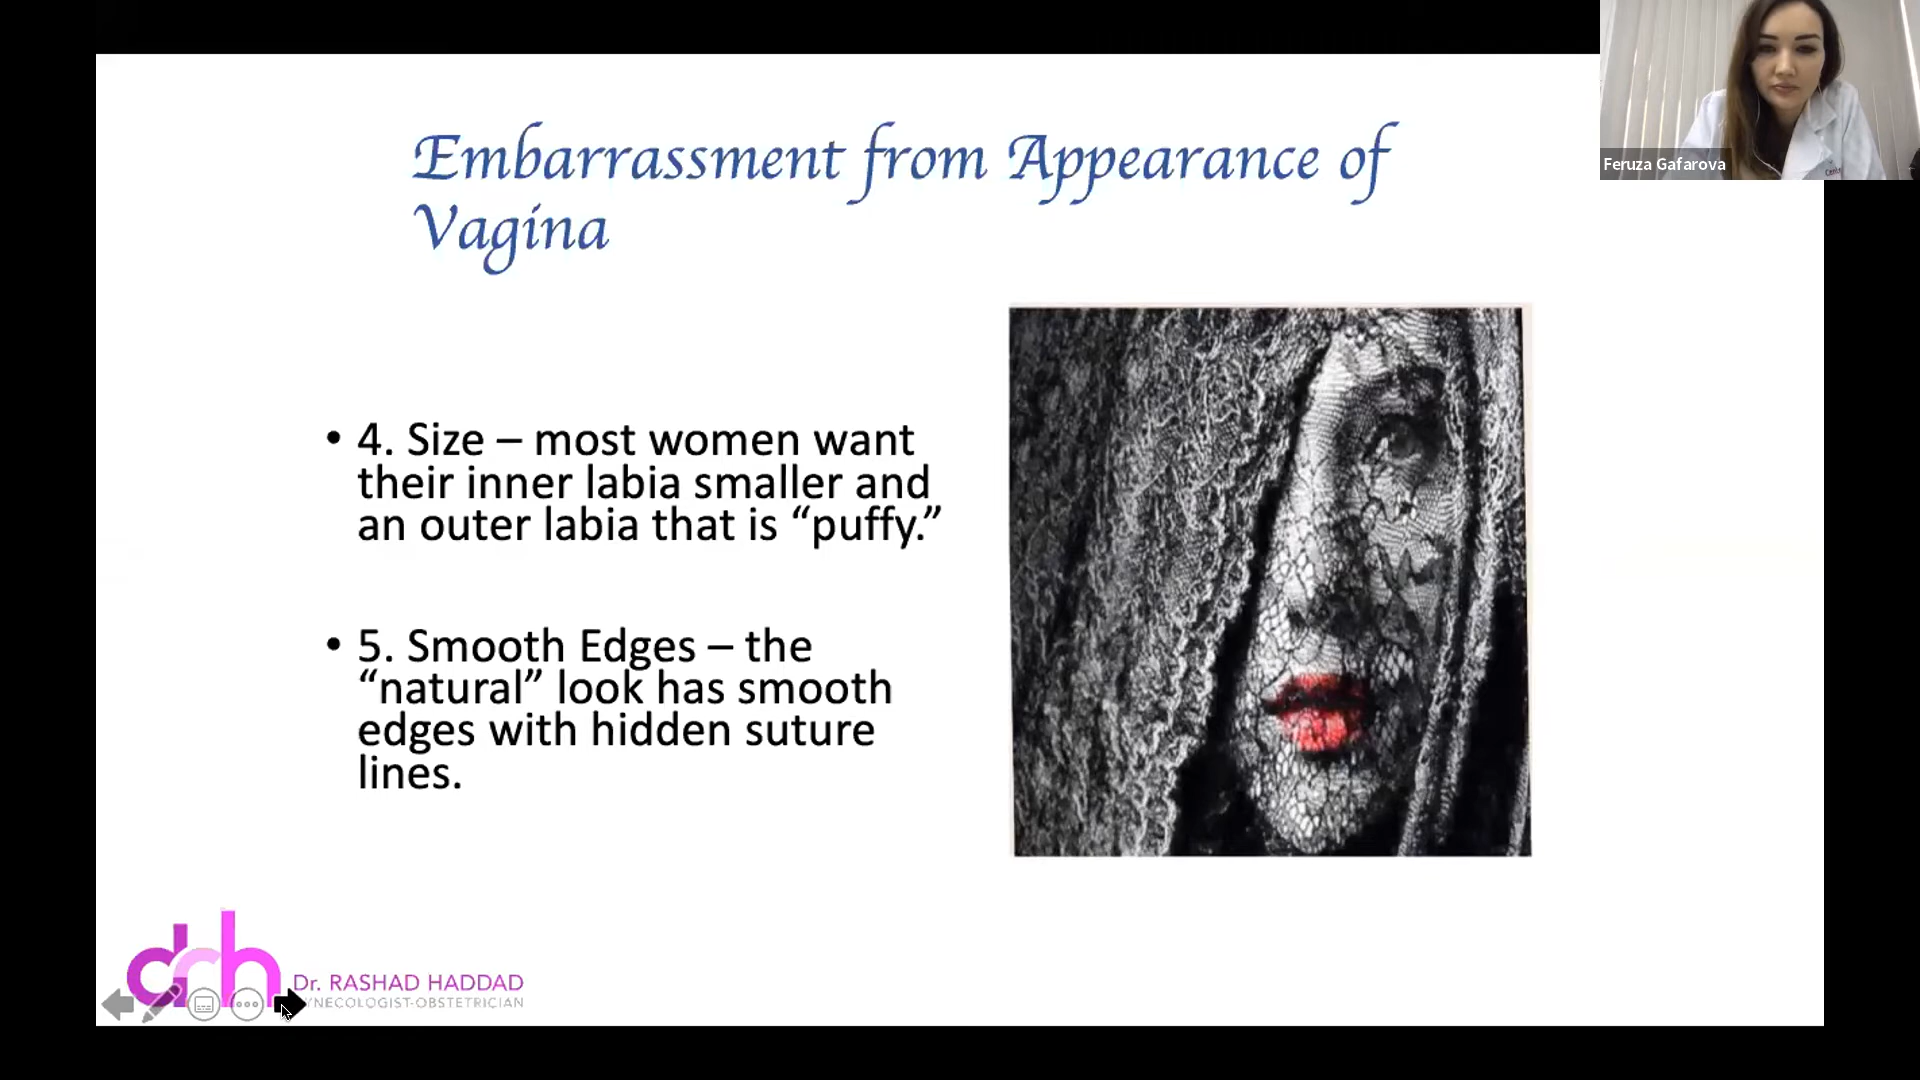 Embarrassment from Appearance of
Vagina
Feruza Gafarova
• 4. Size – most women want
their inner labia smaller and
an outer labia that is “puffy.”
• 5. Smooth Edges – the
“natural” look has smooth
edges with hidden suture
lines.
drh
Dr. RASHAD HADDAD
YNECOLOGIST-OBSTETRICIAN